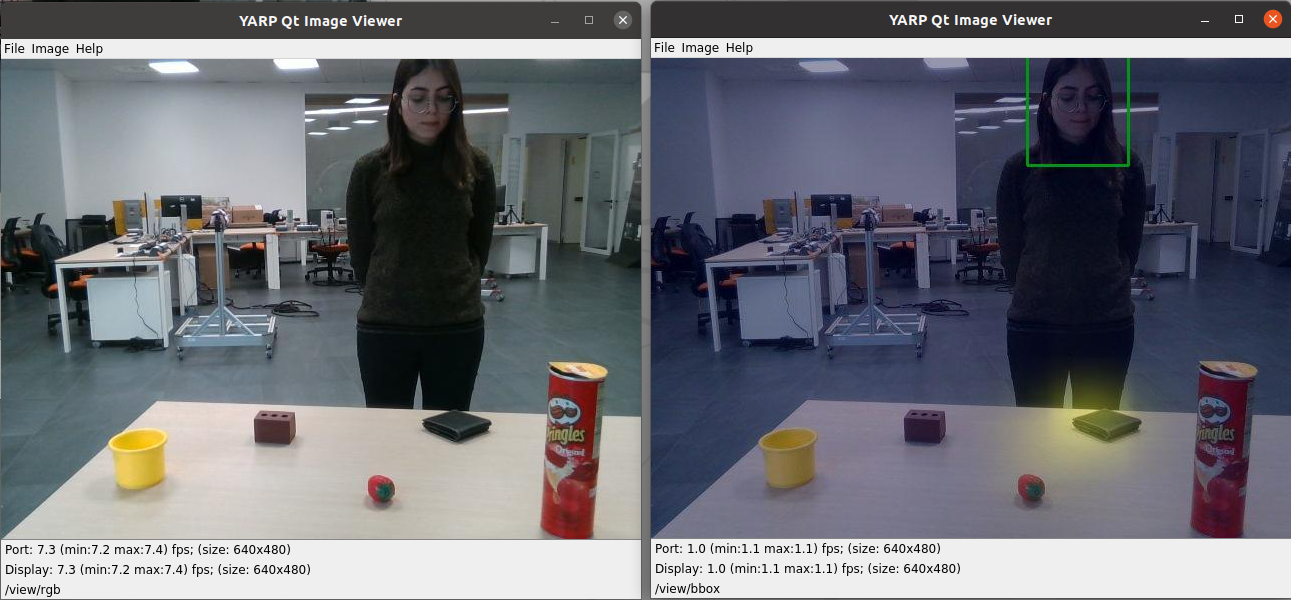 YARP Qt Image Viewer
File Image Help
Pringles
Original
Port: 7.3 (min:7.2 max:7.4) fps; (size: 640x480)
Display: 7.3 (min:7.2 max:7.4) fps; (size: 640x480)
/view/rgb
YARP Qt Image Viewer
File Image Help
Pringles
Original
Port: 1.0 (min:1.1 max:1.1) fps; (size: 640x480)
Display: 1.0 (min:1.1 max:1.1) fps; (size: 640x480)
/view/bbox